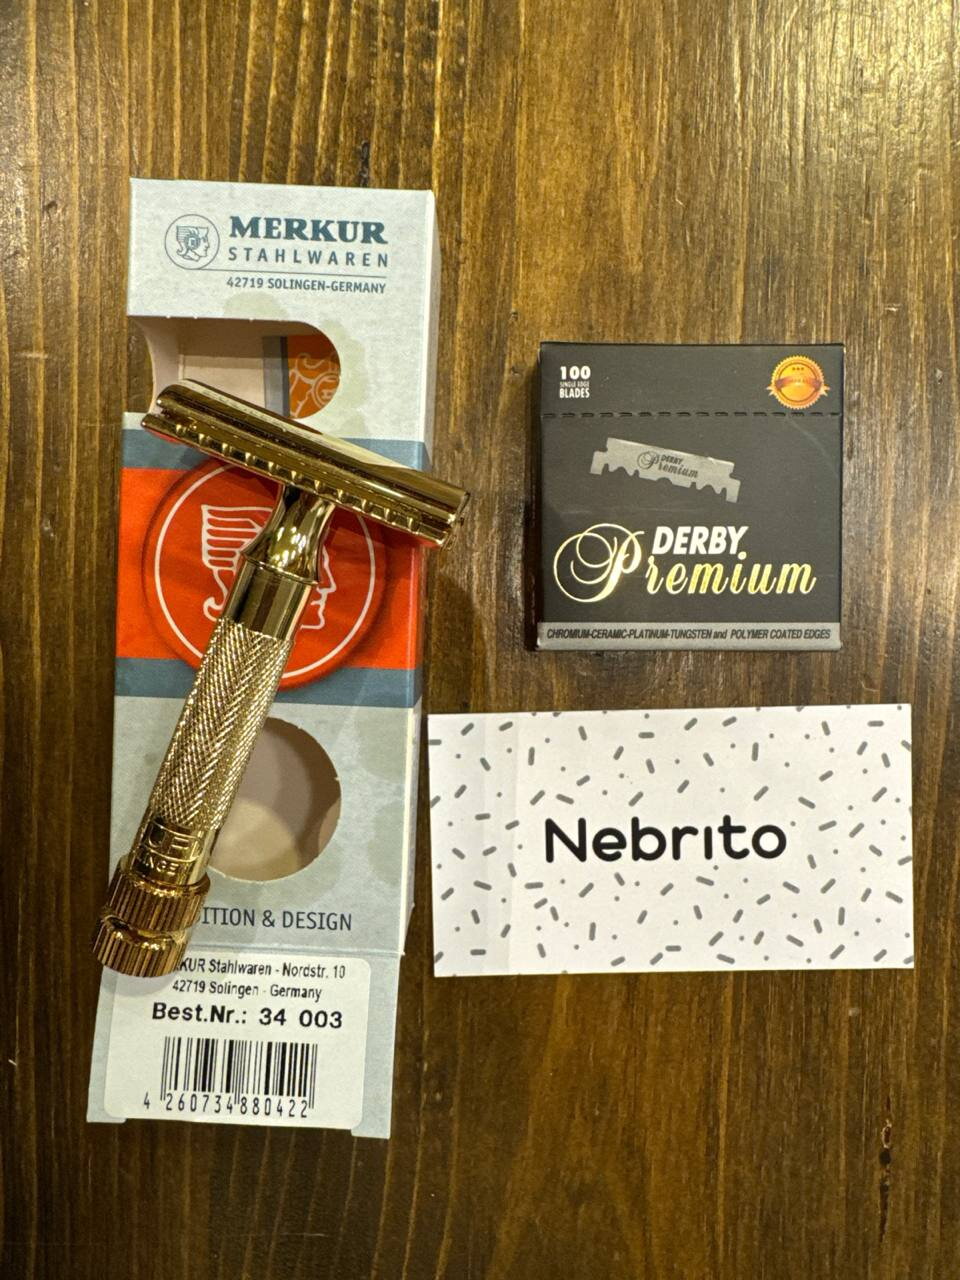 MERKUR
STAHLWAREN
42719 SOLINGEN-GERMANY
ITION & DESIGN
KUR Stahlwaren - Nordstr. 10
42719 Solingen - Germany
Best.Nr.: 34 003
4 260734 880422
100
SINGLE EDGE
BLADES
DERBY
Premium
DERBY
Premium
CHROMIUM-CERAMIC-PLATINUM-TUNGSTEN and POLYMER COATED EDGES
Nebrito